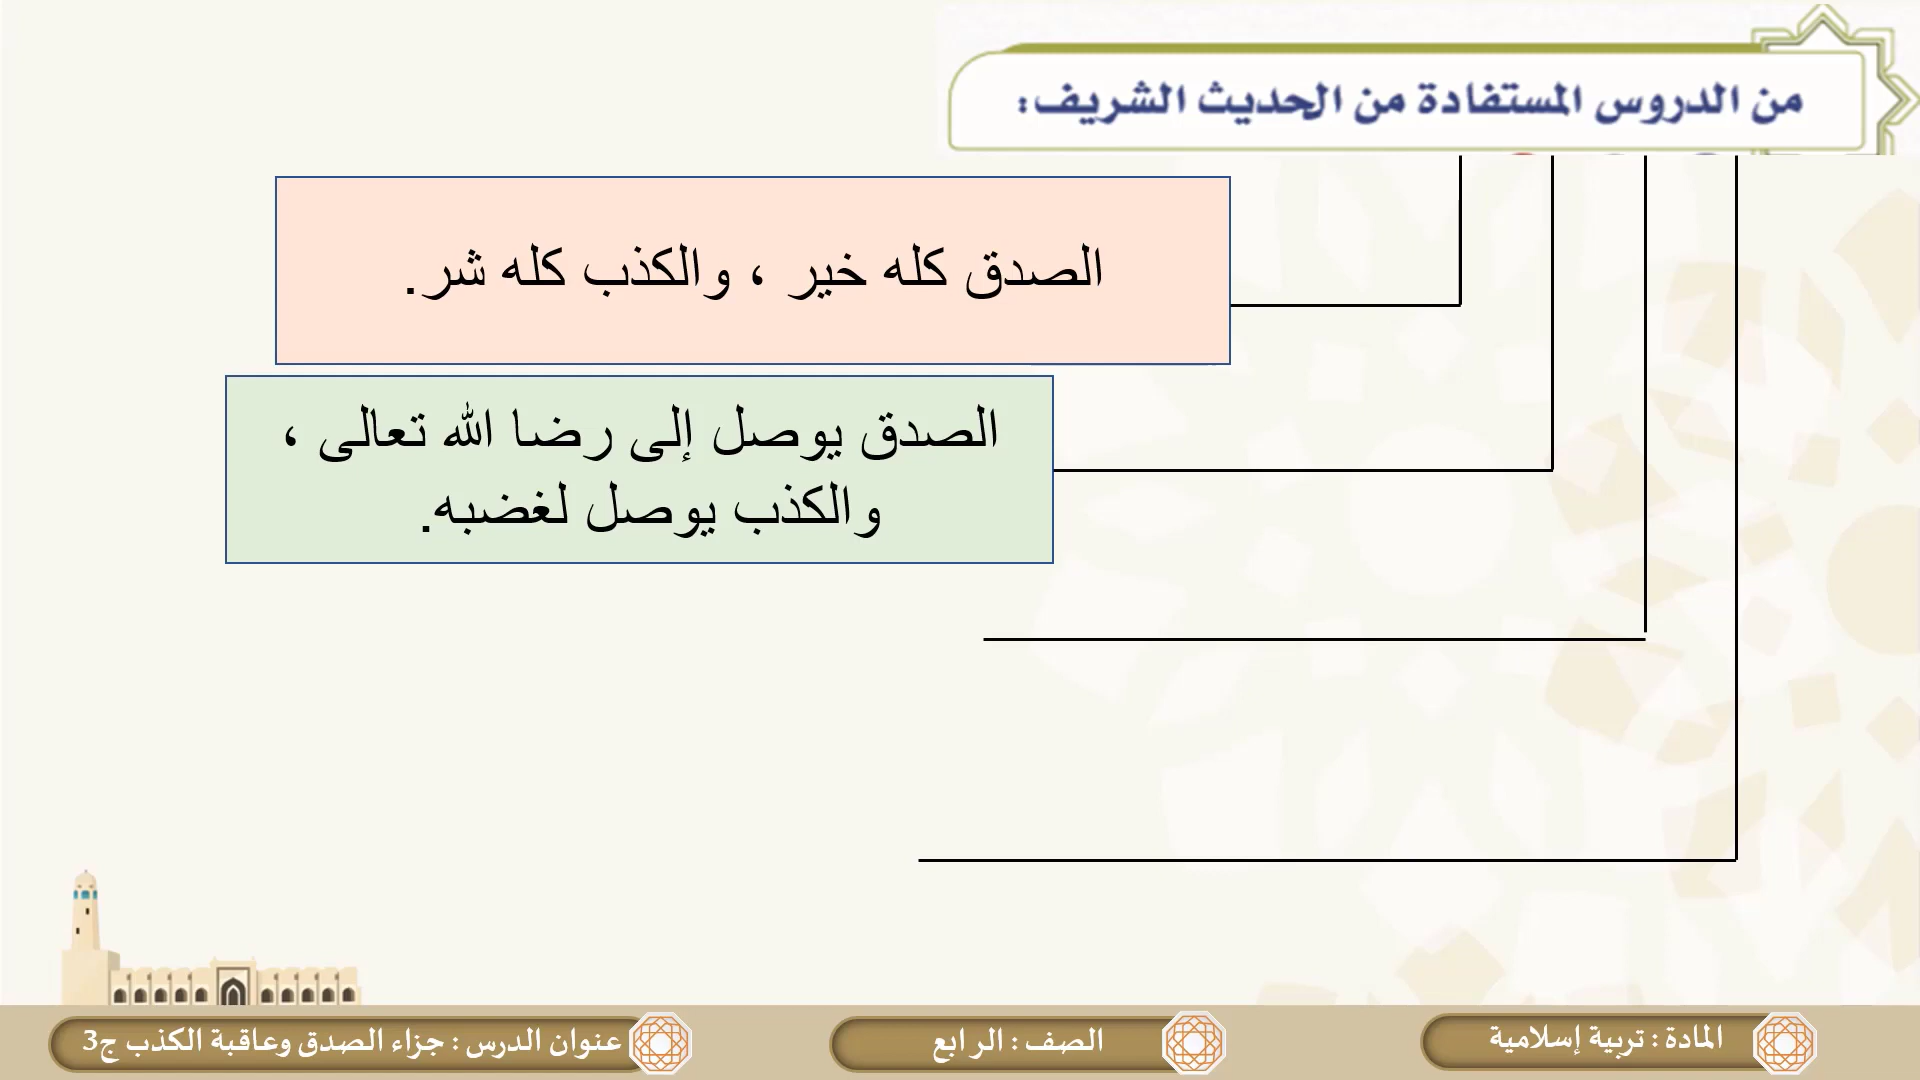 من الدروس المستفادة من الحديث الشريف:
الصدق كله خير ، والكذب كله شر.
الصدق يوصل إلى رضا الله تعالى ،
والكذب يوصل لغضبه.
المادة : تربية إسلامية
الصف : الرابع
عنوان الدرس : جزاء الصدق وعاقبة الكذب ج3